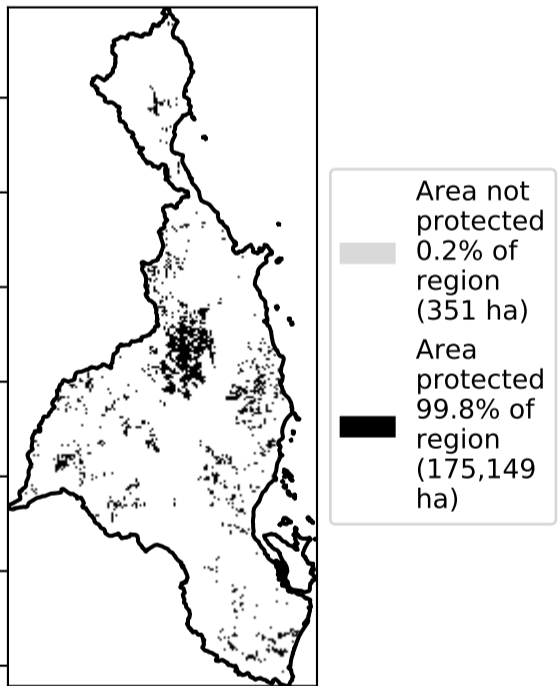 Area not
protected
0.2% of
region
(351 ha)
Area
protected
99.8% of
region
(175,149
ha)